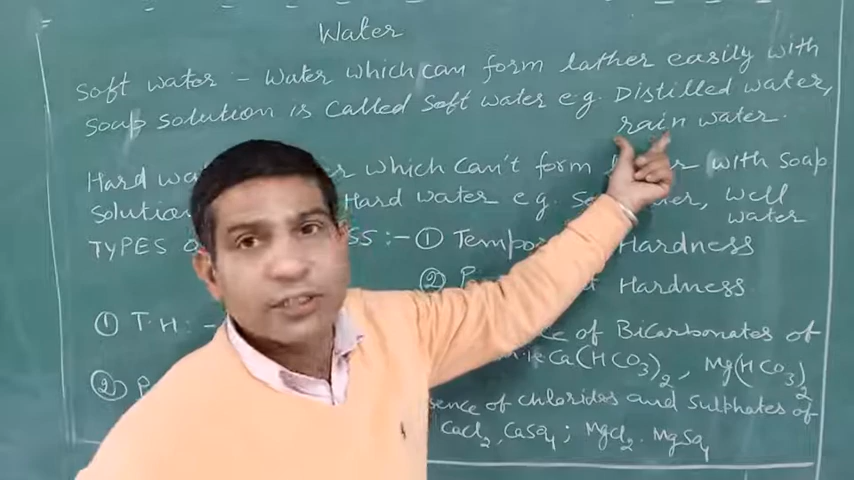 Water
Soft water - Water which can form lather easily with
Soap solution is called Soft water e.g. Distilled water,
rain water.
Hard which can't form with Soap
Solution Hard water e.g. well
water
TYPES :- ① Hardness
② Hardness
① T.H :- of Bicarbonates of
Ca(HCO3)2, Mg(HCO3)2
② of chlorides and Sulphates of
CaCl2, CaSO4; MgCl2, MgSO4